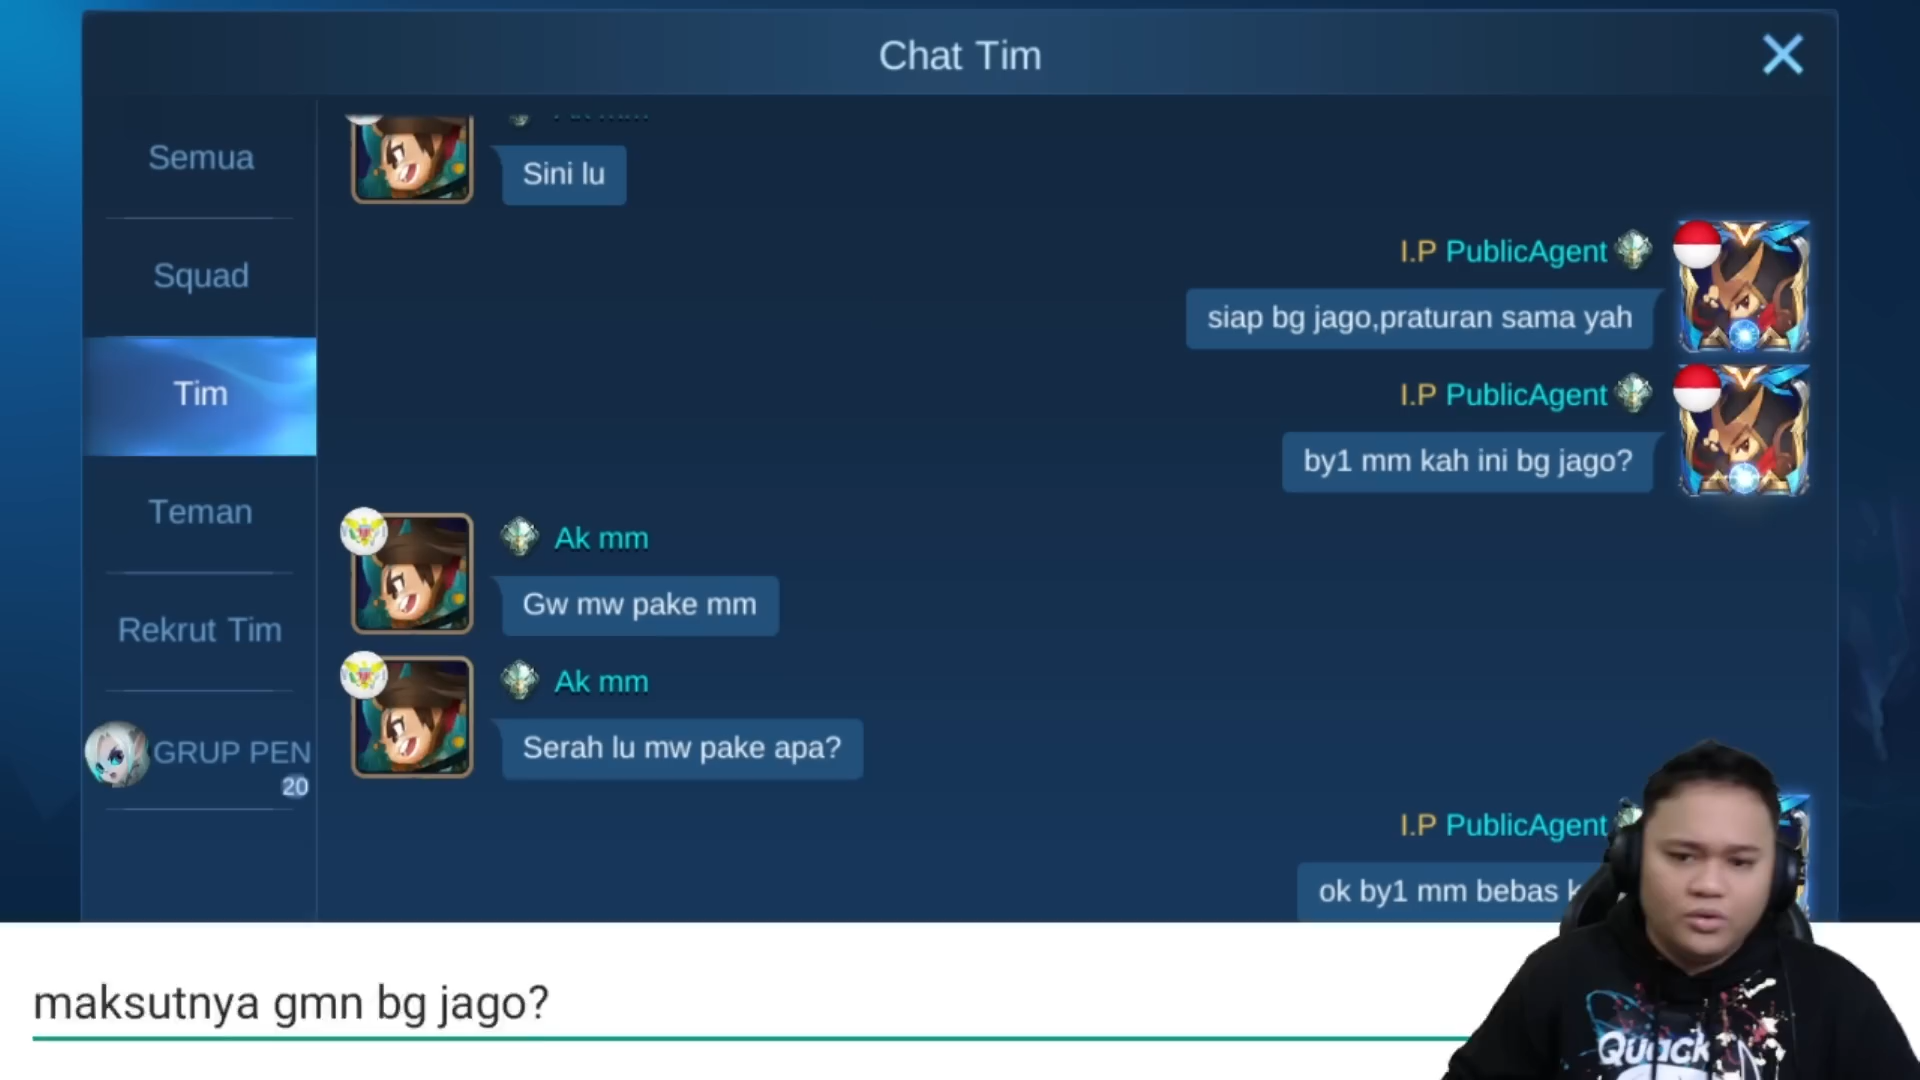 Chat Tim
Semua
Squad
Tim
Teman
Rekrut Tim
GRUP PEN
20
Sini lu
I.P PublicAgent
siap bg jago,praturan sama yah
I.P PublicAgent
by1 mm kah ini bg jago?
Ak mm
Gw mw pake mm
Ak mm
Serah lu mw pake apa?
I.P PublicAgent
ok by1 mm bebas
maksutnya gmn bg jago?
Quack